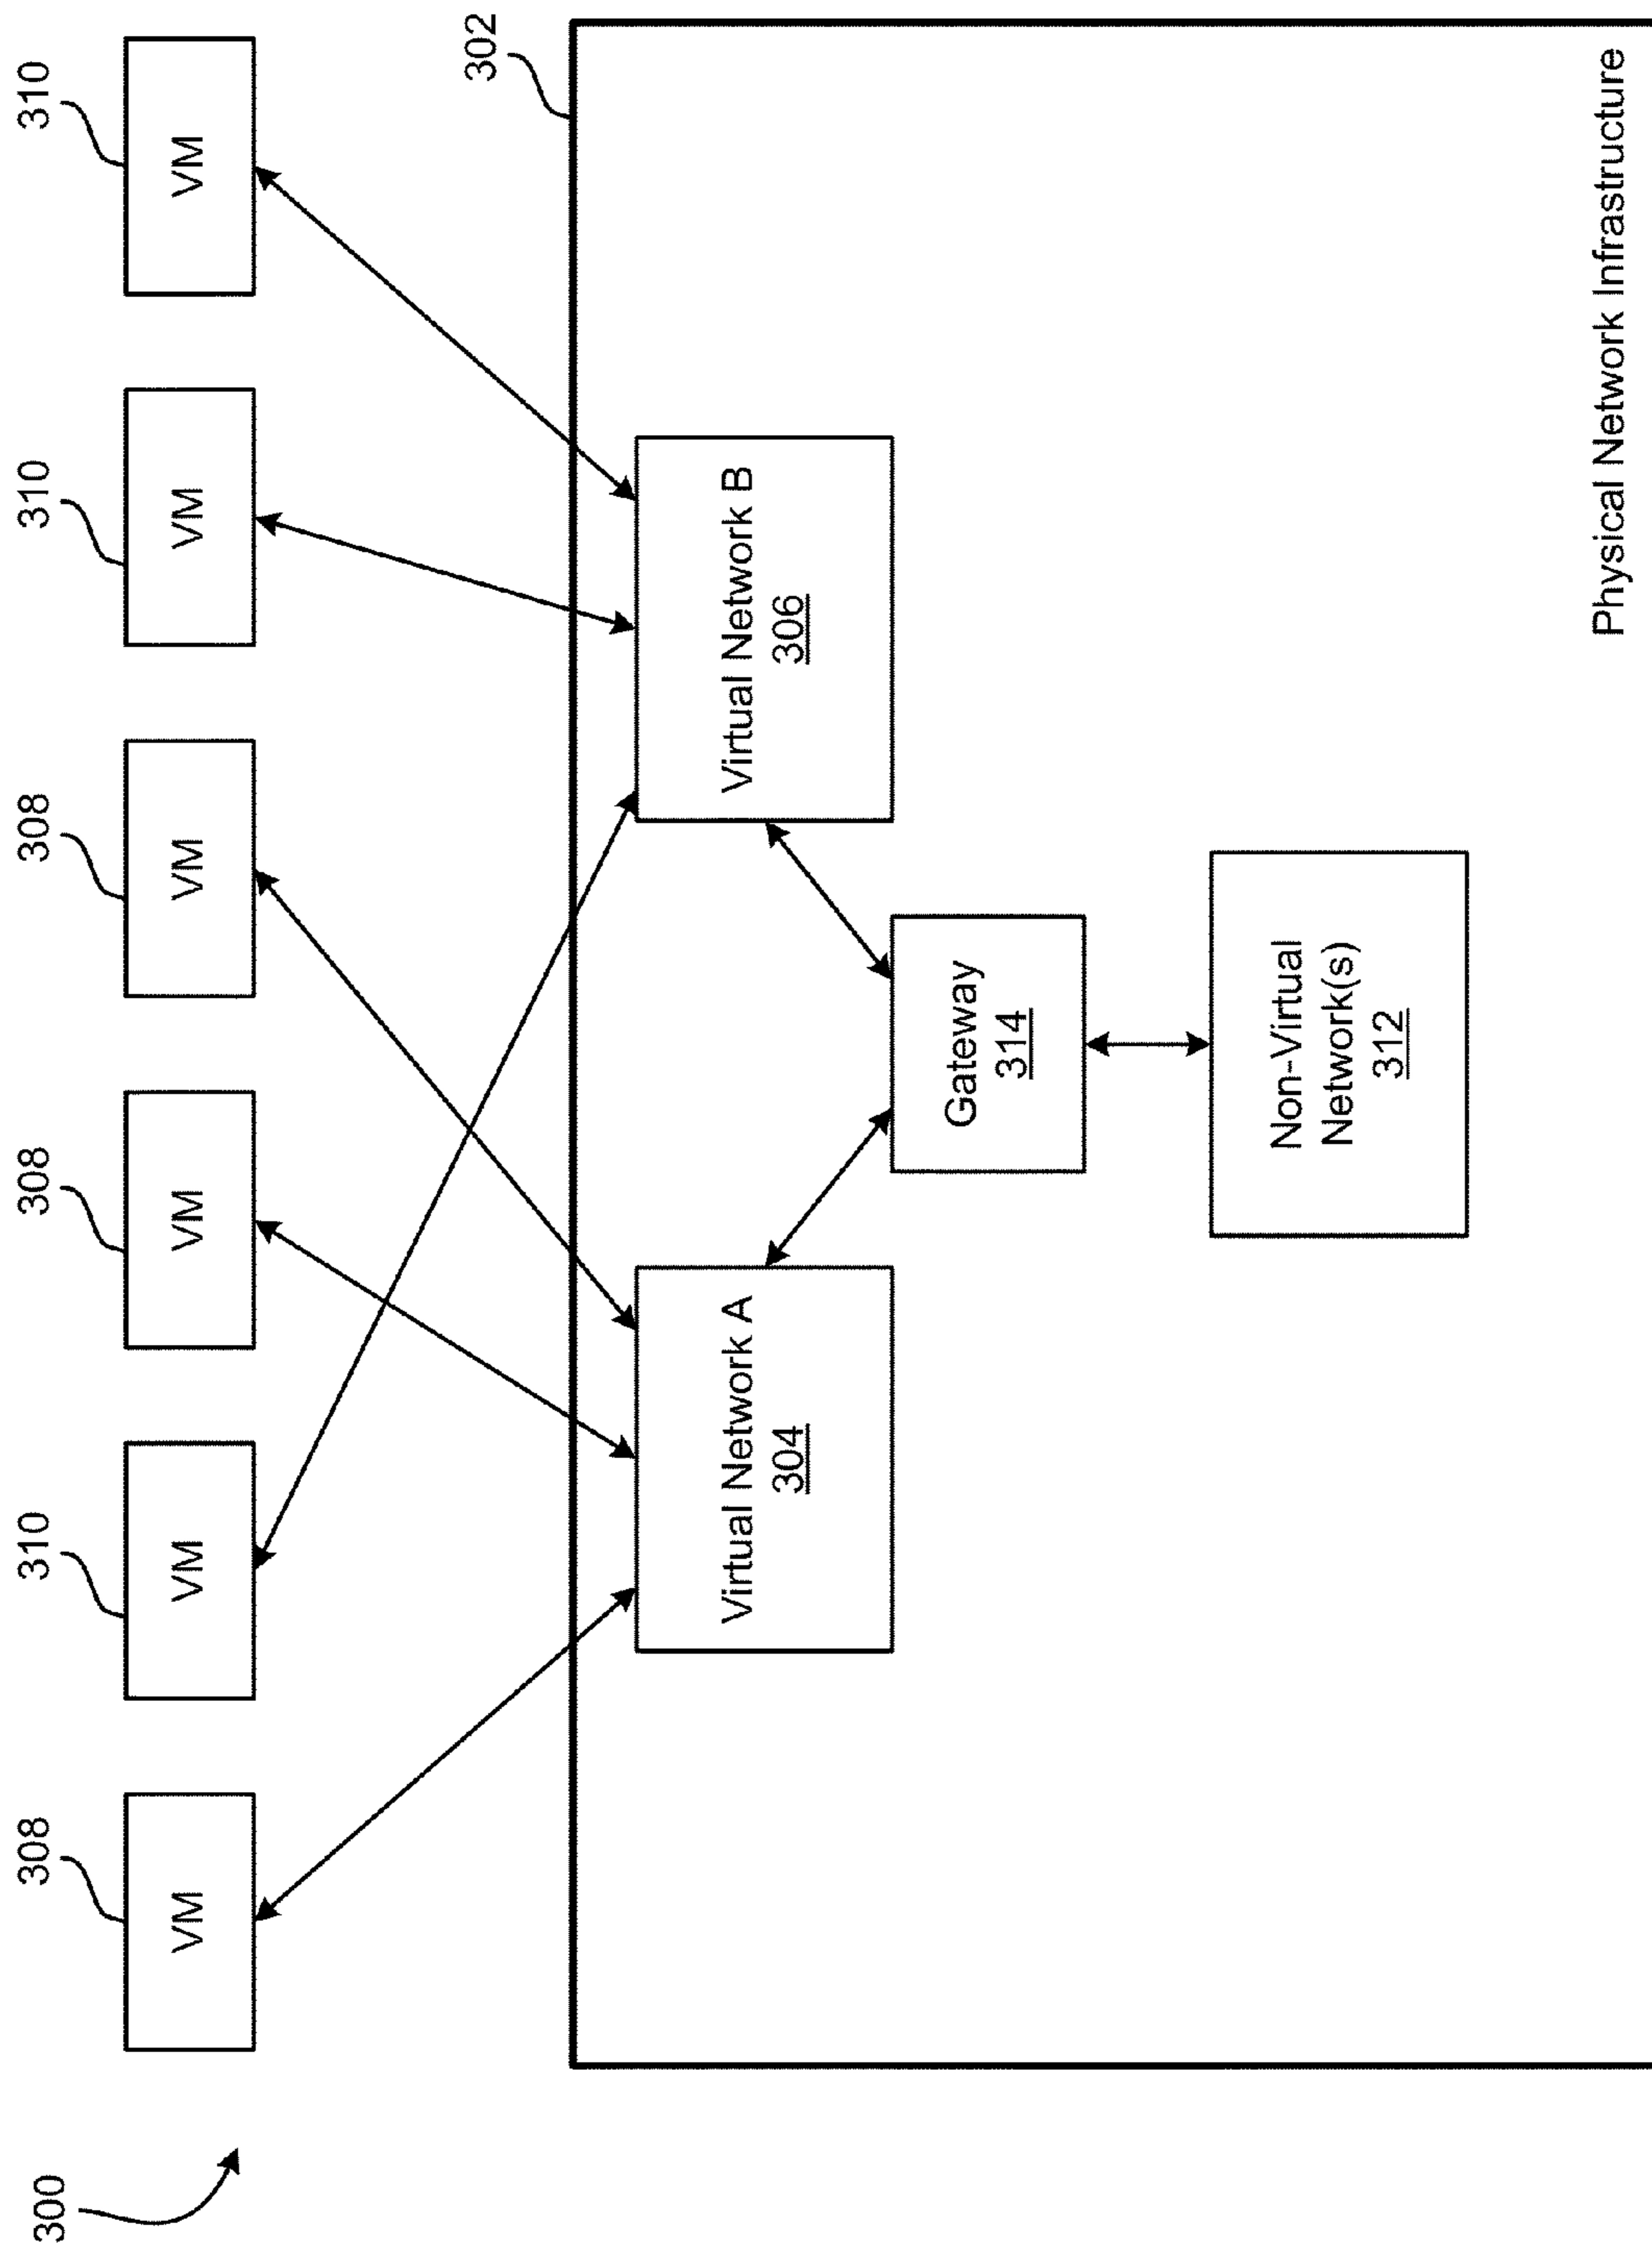 300
308
310
308
308
310
310
VM
VM
VM
VM
VM
VM
302
Virtual Network A
304
Virtual Network B
306
Gateway
314
Non-Virtual
Network(s)
312
Physical Network Infrastructure